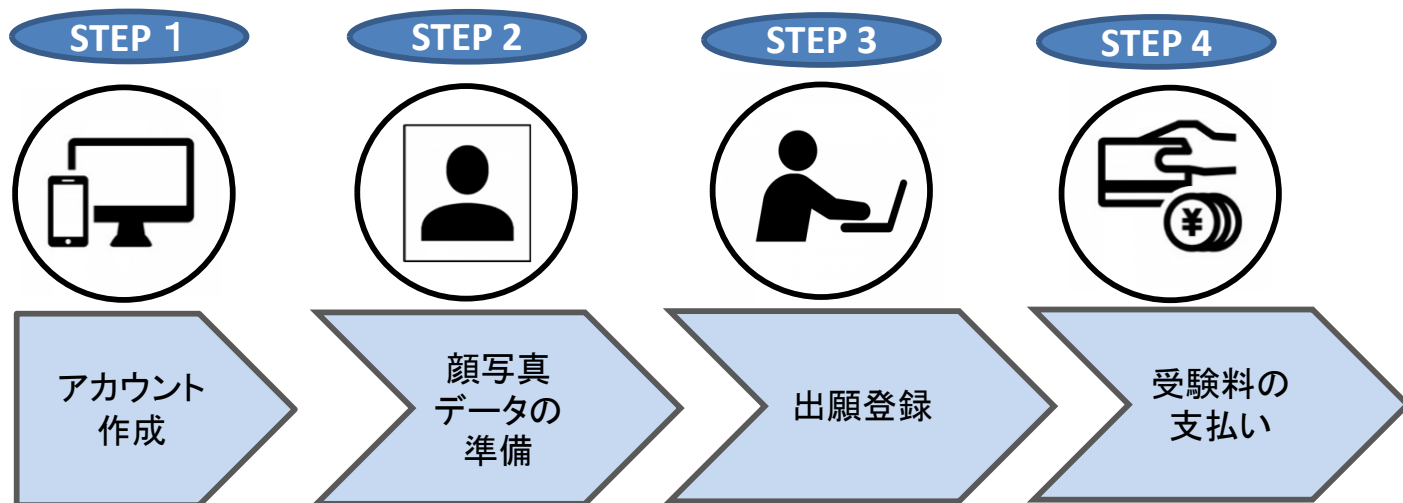 STEP 1
STEP 2
STEP 3
STEP 4
¥
アカウント
作成
顔写真
データの
準備
出願登録
受験料の
支払い